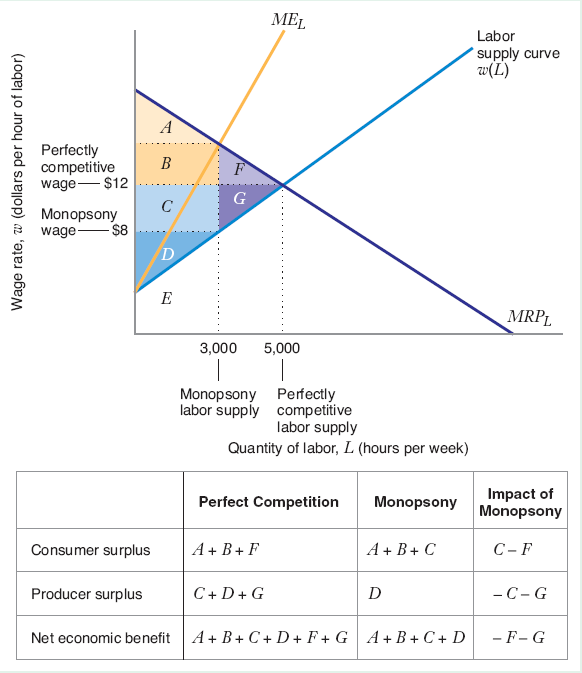 ME_L
Labor
supply curve
w(L)
Wage rate, w (dollars per hour of labor)
A
Perfectly
competitive
wage — $12
B
F
C
G
Monopsony
wage — $8
D
E
MRP_L
3,000 5,000
Monopsony
labor supply
Perfectly
competitive
labor supply
Quantity of labor, L (hours per week)
Perfect Competition Monopsony Impact of
Monopsony
Consumer surplus A + B + F A + B + C C – F
Producer surplus C + D + G D – C – G
Net economic benefit A + B + C + D + F + G A + B + C + D – F – G